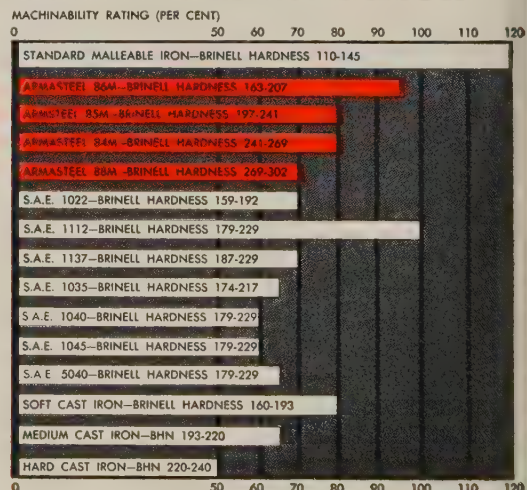 MACHINABILITY RATING (PER CENT)
0 50 60 70 80 90 100 110 120
STANDARD MALLEABLE IRON—BRINELL HARDNESS 110-145
ARMASTEEL 86M—BRINELL HARDNESS 163-207
ARMSTEEL 85M—BRINELL HARDNESS 197-241
ARMASTEEL 84M—BRINELL HARDNESS 241-269
ARMASTEEL 88M—BRINELL HARDNESS 269-302
S.A.E. 1022—BRINELL HARDNESS 159-192
S.A.E. 1112—BRINELL HARDNESS 179-229
S.A.E. 1137—BRINELL HARDNESS 187-229
S.A.E. 1035—BRINELL HARDNESS 174-217
S.A.E. 1040—BRINELL HARDNESS 179-229
S.A.E. 1045—BRINELL HARDNESS 179-229
S.A.E 5040—BRINELL HARDNESS 179-229
SOFT CAST IRON—BRINELL HARDNESS 160-193
MEDIUM CAST IRON—BHN 193-220
HARD CAST IRON—BHN 220-240
0 50 60 70 80 90 100 110 120